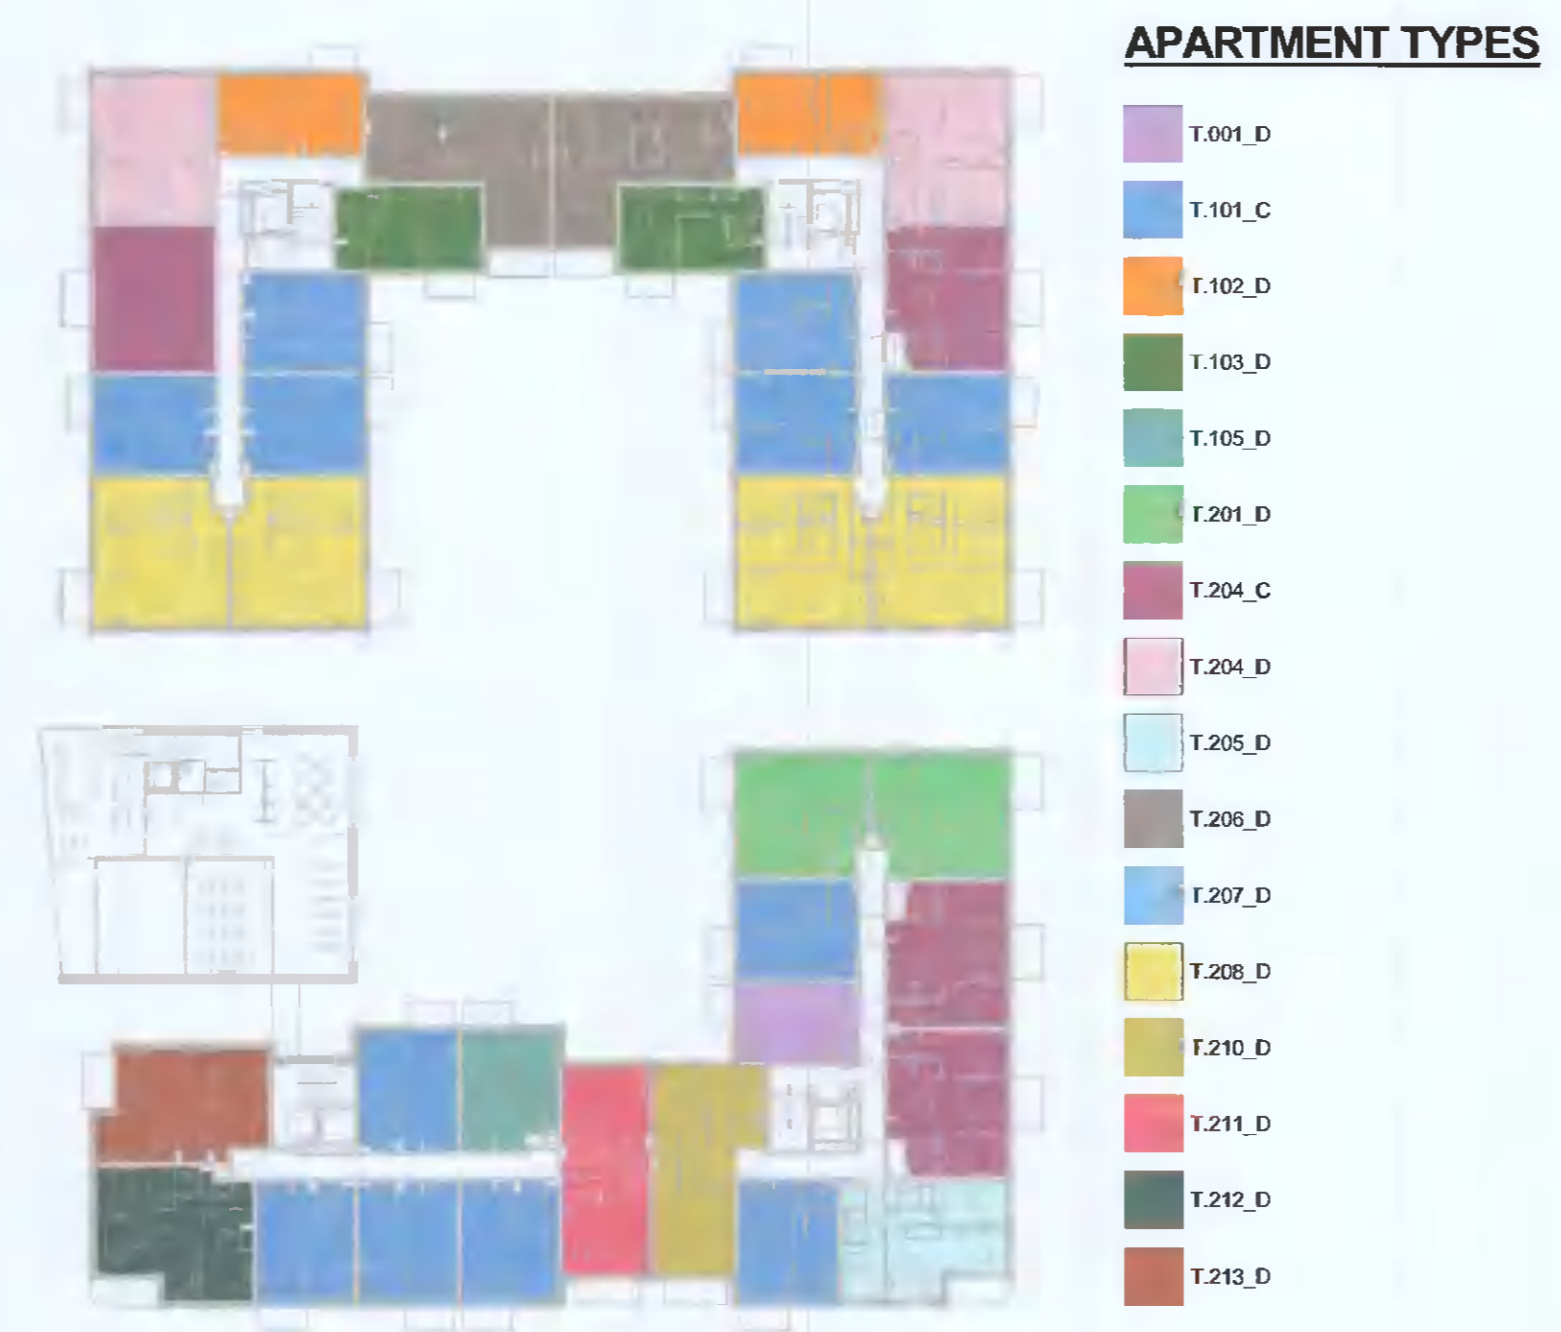 APARTMENT TYPES
T.001_D
T.101_C
T.102_D
T.103_D
T.105_D
T.201_D
T.204_C
T.204_D
T.205_D
T.206_D
T.207_D
T.208_D
T.210_D
T.211_D
T.212_D
T.213_D